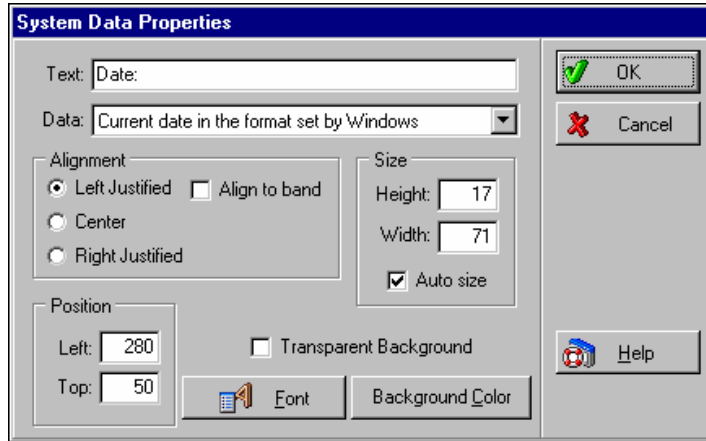 System Data Properties
Text: Date:
Data: Current date in the format set by Windows
Alignment
Left Justified Align to band
Center
Right Justified
Size
Height: 17
Width: 71
Auto size
Position
Left: 280
Top: 50
Transparent Background
Font
Background Color
OK
Cancel
Help